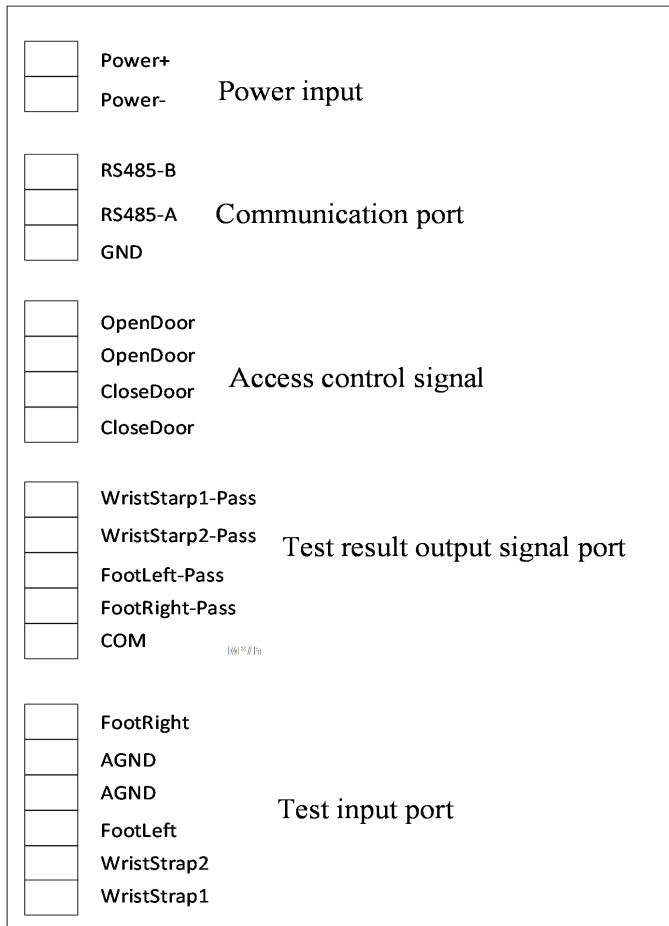 Power+
Power-
Power input
RS485-B
RS485-A
GND
Communication port
OpenDoor
OpenDoor
CloseDoor
CloseDoor
Access control signal
WristStarp1-Pass
WristStarp2-Pass
FootLeft-Pass
FootRight-Pass
COM
Test result output signal port
FootRight
AGND
AGND
FootLeft
WristStrap2
WristStrap1
Test input port